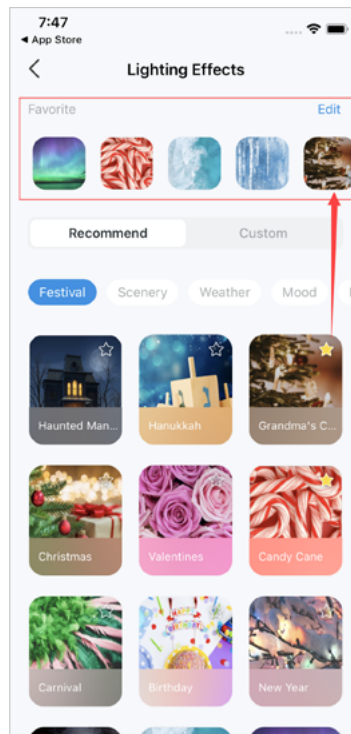 7:47
◀ App Store
Lighting Effects
Favorite
Edit
Recommend
Custom
Festival
Scenery
Weather
Mood
Haunted Man...
Hanukkah
Grandma's C...
Christmas
Valentines
Candy Cane
Carnival
Birthday
New Year